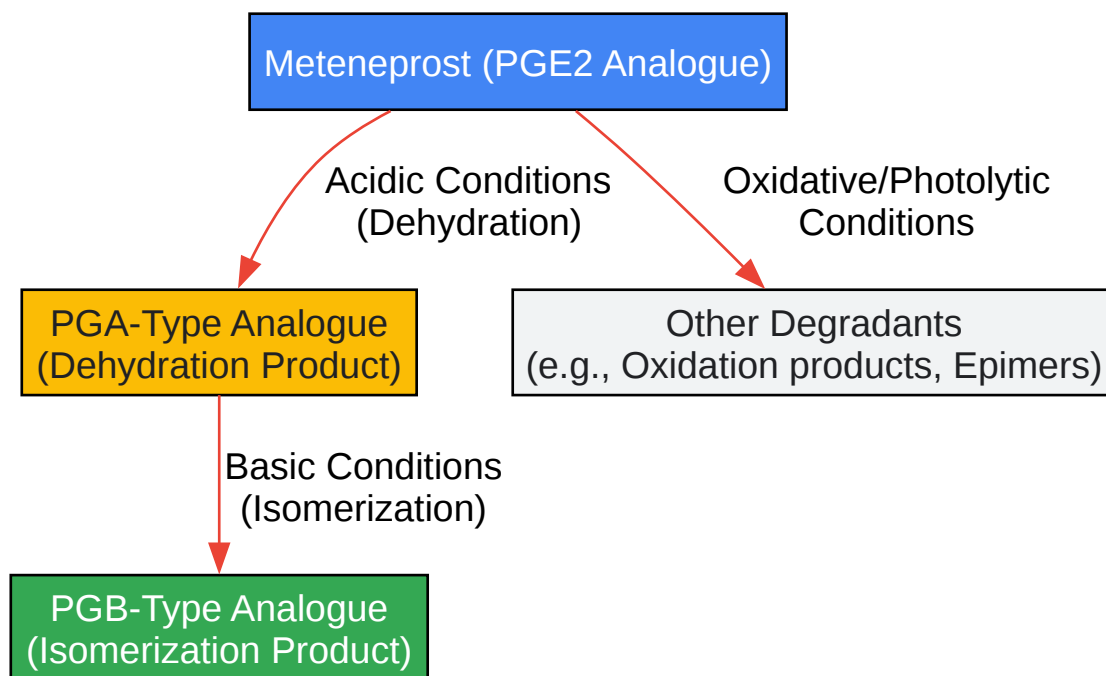 Meteneprost (PGE2 Analogue)
Acidic Conditions
(Dehydration)
Oxidative/Photolytic
Conditions
PGA-Type Analogue
(Dehydration Product)
Other Degradants
(e.g., Oxidation products, Epimers)
Basic Conditions
(Isomerization)
PGB-Type Analogue
(Isomerization Product)